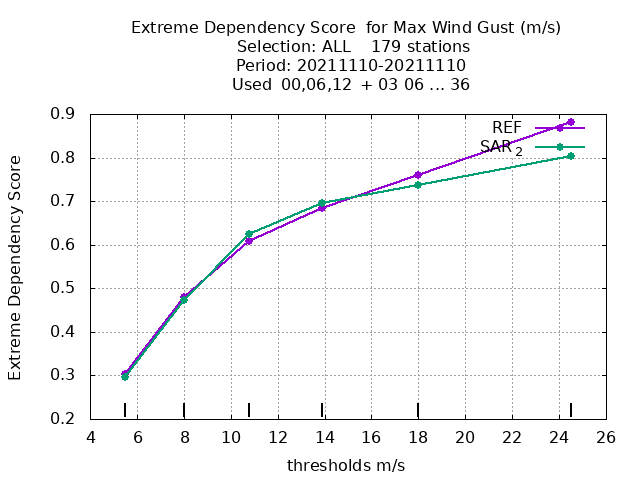 Extreme Dependency Score  for Max Wind Gust (m/s)
Selection: ALL    179 stations
Period: 20211110-20211110
Used  00,06,12  + 03 06 ... 36
Extreme Dependency Score
0.9
0.8
0.7
0.6
0.5
0.4
0.3
0.2
REF
SAR2
4 6 8 10 12 14 16 18 20 22 24 26
thresholds m/s